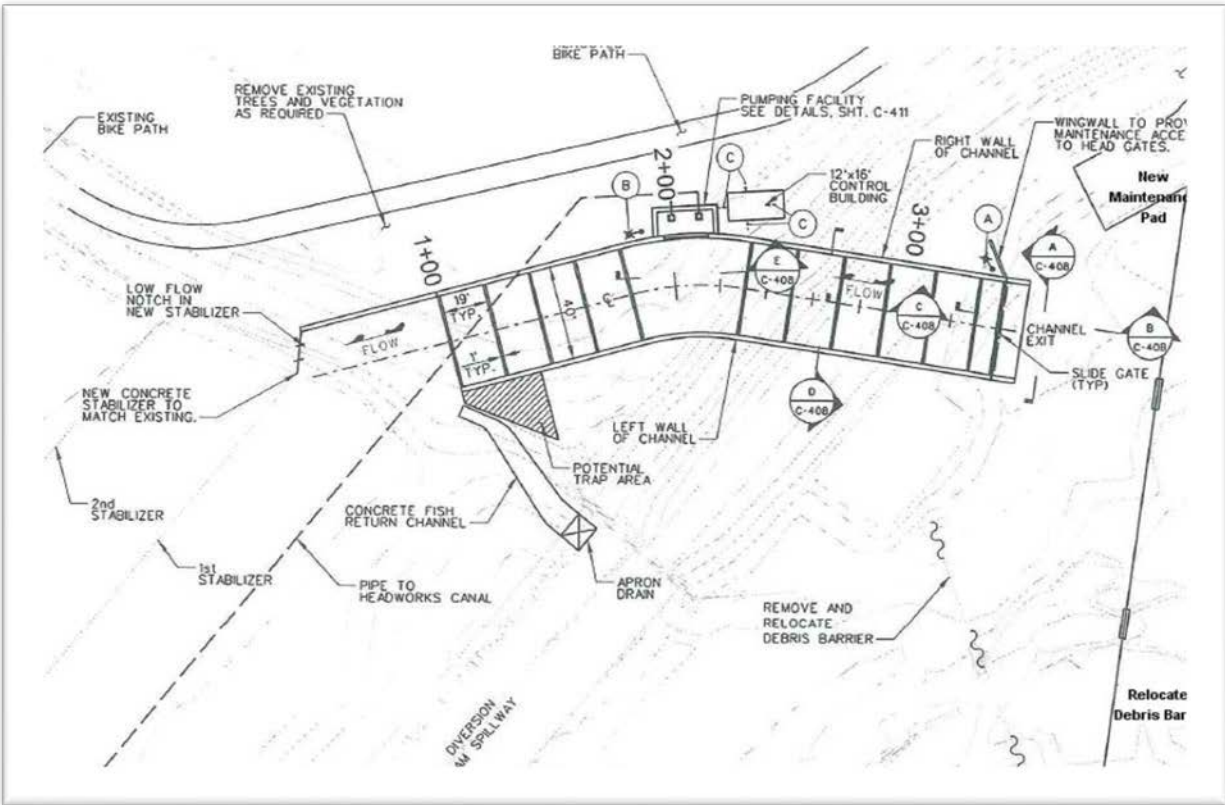 BIKE PATH
REMOVE EXISTING
TREES AND VEGETATION
AS REQUIRED
EXISTING
BIKE PATH
PUMPING FACILITY
SEE DETAILS, SHT. C-411
RIGHT WALL
OF CHANNEL
WINGWALL TO PROV
MAINTENANCE ACCE
TO HEAD GATES.
New
Maintenanc
Pad
12'x16'
CONTROL
BUILDING
C
C
B
A
2+00
1+00
3+00
A
C-408
B
C-408
C
C-408
D
C-408
E
C-408
LOW FLOW
NOTCH IN
NEW STABILIZER
FLOW
19'
TYP.
1'
TYP.
40'
FLOW
CHANNEL
EXIT
SLIDE GATE
(TYP)
NEW CONCRETE
STABILIZER TO
MATCH EXISTING.
LEFT WALL
OF CHANNEL
POTENTIAL
TRAP AREA
CONCRETE FISH
RETURN CHANNEL
2nd
STABILIZER
1st
STABILIZER
PIPE TO
HEADWORKS CANAL
APRON
DRAIN
REMOVE AND
RELOCATE
DEBRIS BARRIER
DIVERSION
AM SPILLWAY
Relocate
Debris Bar